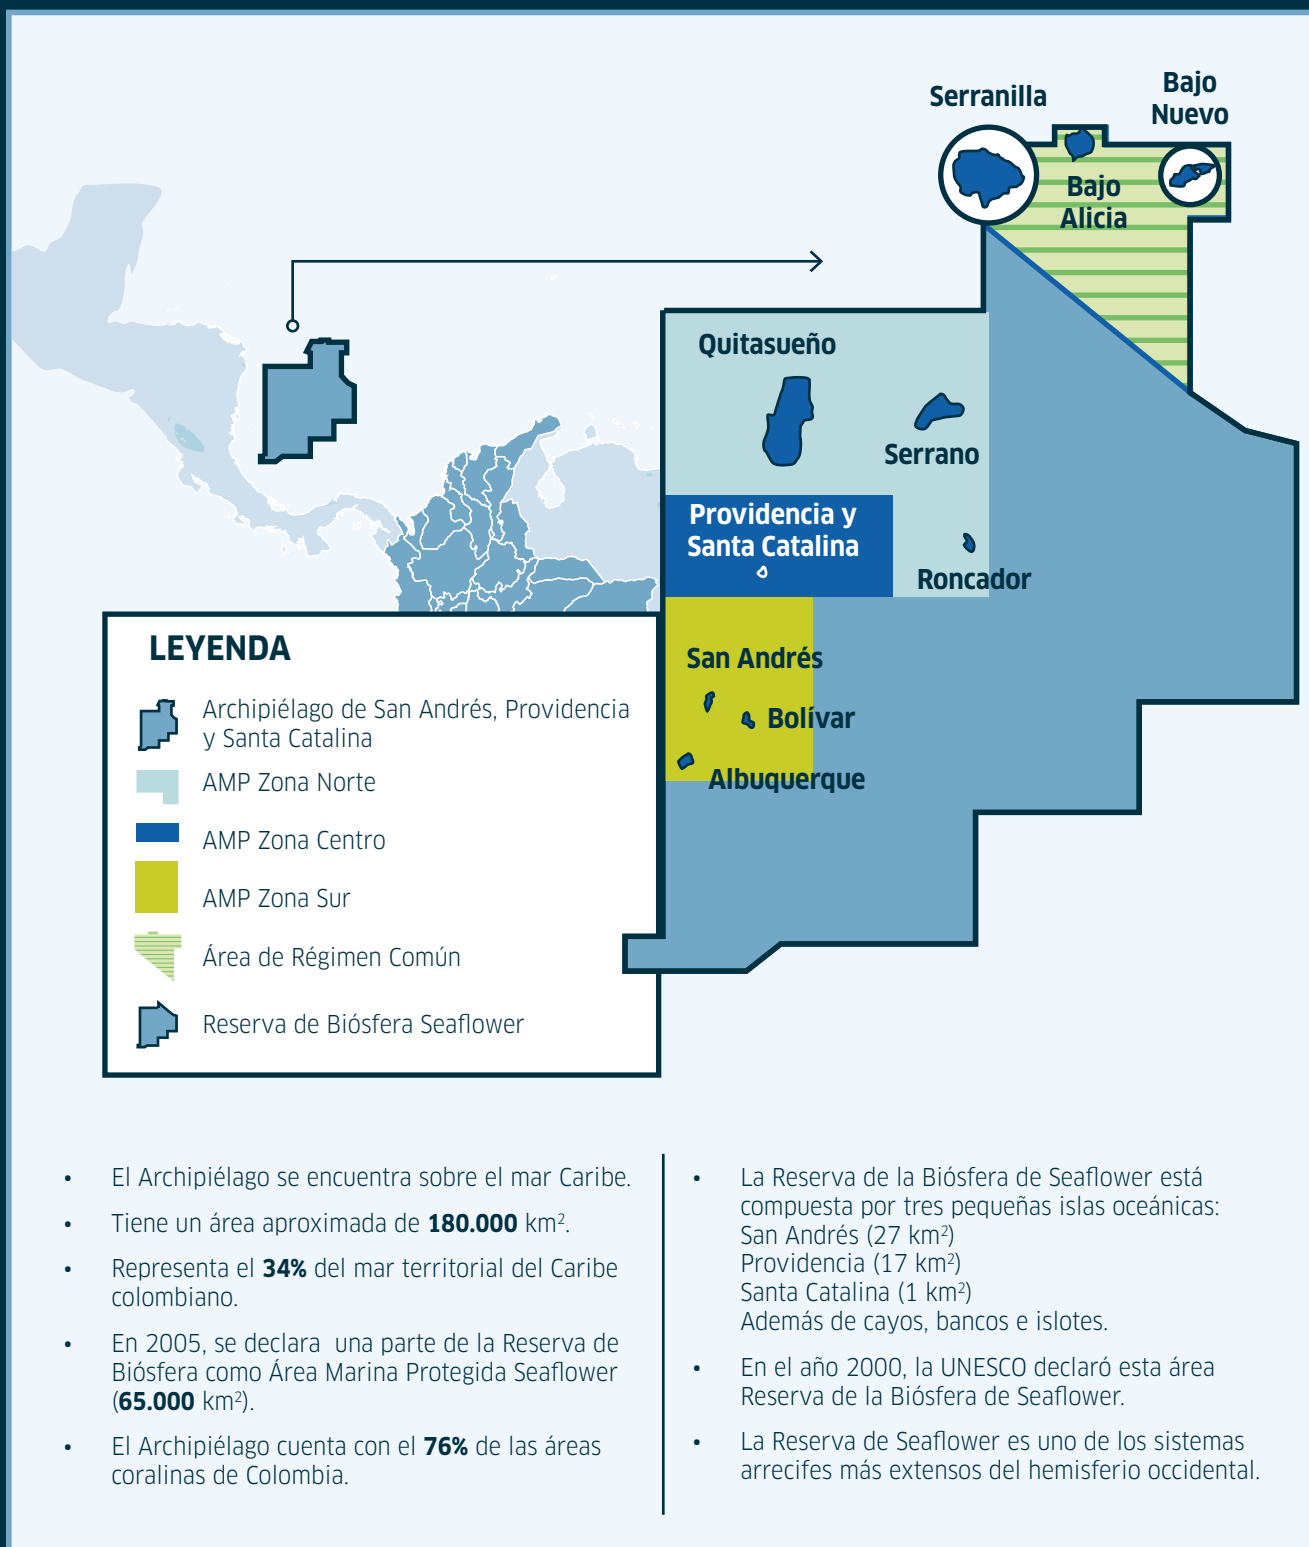 Serranilla
Bajo
Nuevo
Bajo
Alicia
Quitasueño
Serrano
Providencia y
Santa Catalina
Roncador
San Andrés
Bolívar
Albuquerque
LEYENDA
Archipiélago de San Andrés, Providencia
y Santa Catalina
AMP Zona Norte
AMP Zona Centro
AMP Zona Sur
Área de Régimen Común
Reserva de Biósfera Seaflower
• El Archipiélago se encuentra sobre el mar Caribe.
• Tiene un área aproximada de 180.000 km².
• Representa el 34% del mar territorial del Caribe
colombiano.
• En 2005, se declara una parte de la Reserva de
Biósfera como Área Marina Protegida Seaflower
(65.000 km²).
• El Archipiélago cuenta con el 76% de las áreas
coralinas de Colombia.
• La Reserva de la Biósfera de Seaflower está
compuesta por tres pequeñas islas oceánicas:
San Andrés (27 km²)
Providencia (17 km²)
Santa Catalina (1 km²)
Además de cayos, bancos e islotes.
• En el año 2000, la UNESCO declaró esta área
Reserva de la Biósfera de Seaflower.
• La Reserva de Seaflower es uno de los sistemas
arrecifes más extensos del hemisferio occidental.